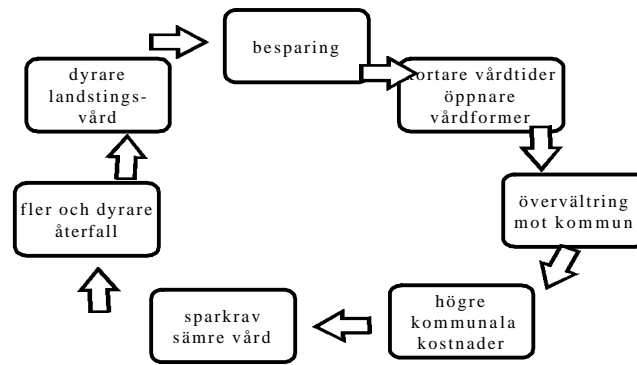 besparing
kortare vårdtider
öppnare
vårdformer
övervältring
mot kommun
högre
kommunala
kostnader
sparkrav
sämre vård
fler och dyrare
återfall
dyrare
landstings-
vård